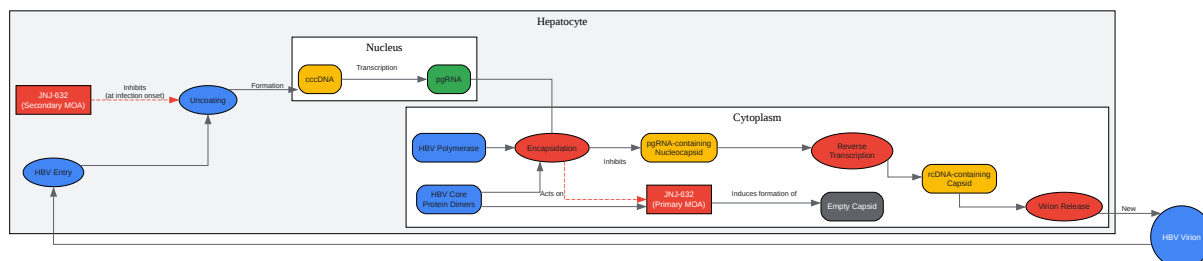 Hepatocyte
Nucleus
cccDNA
Transcription
pgRNA
JNJ-632
(Secondary MOA)
Inhibits
(at infection onset)
Uncoating
Formation
HBV Entry
Cytoplasm
HBV Polymerase
Encapsidation
Inhibits
pgRNA-containing
Nucleocapsid
Reverse
Transcription
rcDNA-containing
Capsid
HBV Core
Protein Dimers
Acts on
JNJ-632
(Primary MOA)
Induces formation of
Empty Capsid
Virion Release
New
HBV Virion